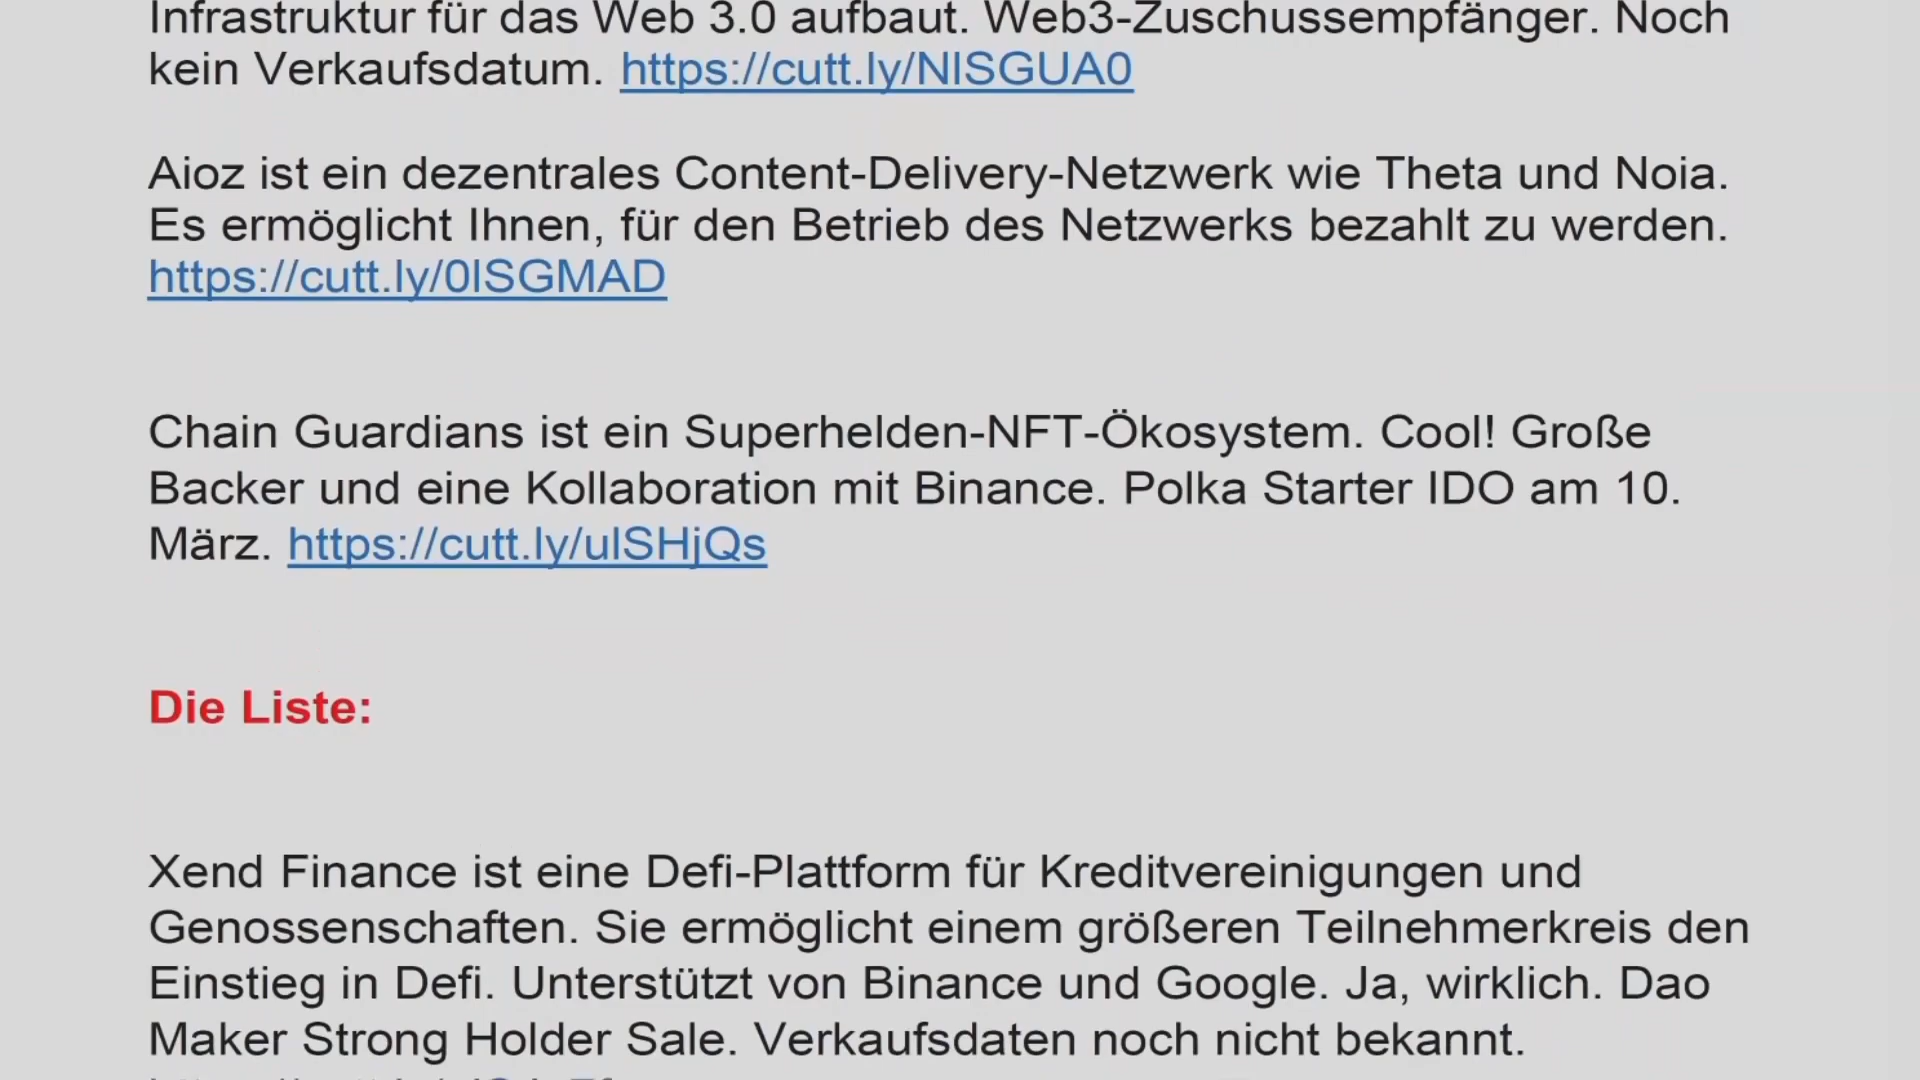 Infrastruktur für das Web 3.0 aufbaut. Web3-Zuschussempfänger. Noch
kein Verkaufsdatum. https://cutt.ly/NlSGUA0
Aioz ist ein dezentrales Content-Delivery-Netzwerk wie Theta und Noia.
Es ermöglicht Ihnen, für den Betrieb des Netzwerks bezahlt zu werden.
https://cutt.ly/0lSGMAD
Chain Guardians ist ein Superhelden-NFT-Ökosystem. Cool! Große
Backer und eine Kollaboration mit Binance. Polka Starter IDO am 10.
März. https://cutt.ly/ulSHjQs
Die Liste:
Xend Finance ist eine Defi-Plattform für Kreditvereinigungen und
Genossenschaften. Sie ermöglicht einem größeren Teilnehmerkreis den
Einstieg in Defi. Unterstützt von Binance und Google. Ja, wirklich. Dao
Maker Strong Holder Sale. Verkaufsdaten noch nicht bekannt.